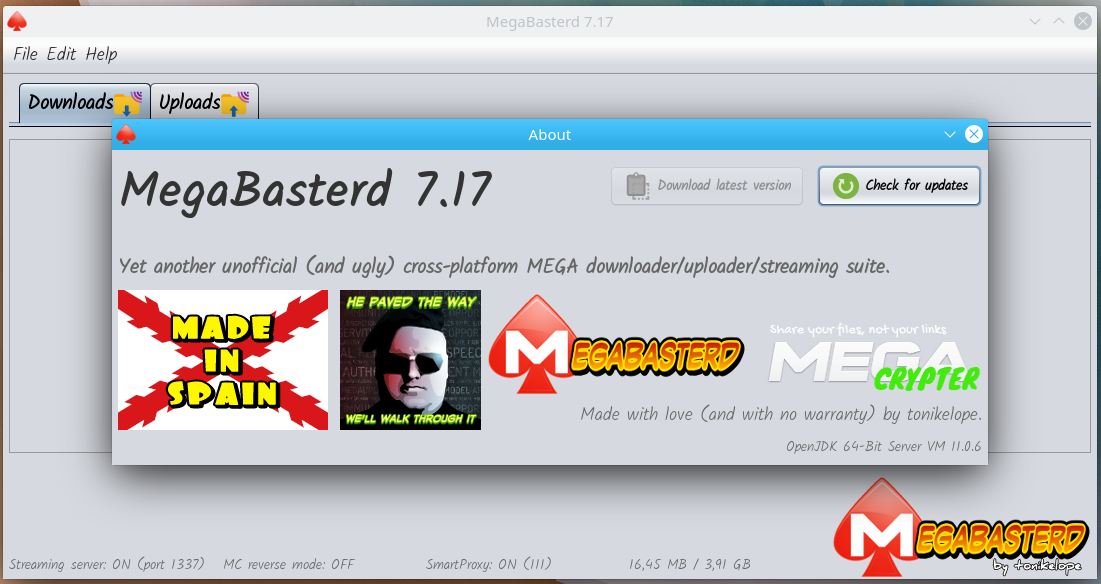 MegaBasterd 7.17
File Edit Help
Downloads Uploads
About
MegaBasterd 7.17
Download latest version
Check for updates
Yet another unofficial (and ugly) cross-platform MEGA downloader/uploader/streaming suite.
MADE
IN
SPAIN
HE PAVED THE WAY
WE'LL WALK THROUGH IT
MEGABASTERD
Share your files, not your links
MEGA
CRYPTER
Made with love (and with no warranty) by tonikelope.
OpenJDK 64-Bit Server VM 11.0.6
MEGABASTERD
by tonikelope
Streaming server: ON (port 1337) MC reverse mode: OFF SmartProxy: ON (111) 16,45 MB / 3,91 GB